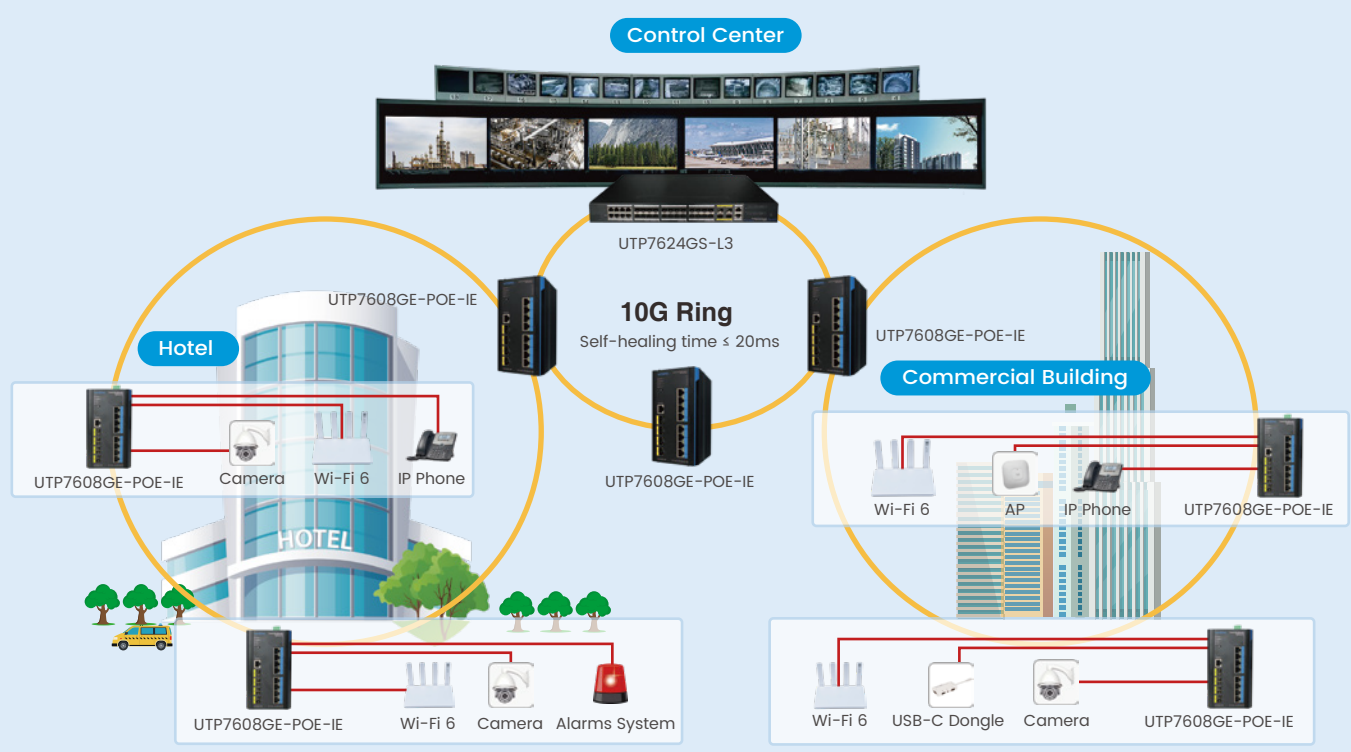 Control Center
UTP7624GS-L3
UTP7608GE-POE-IE
10G Ring
Self-healing time ≤ 20ms
UTP7608GE-POE-IE
Hotel
Commercial Building
UTP7608GE-POE-IE
UTP7608GE-POE-IE
Camera
Wi-Fi 6
IP Phone
Wi-Fi 6
AP
IP Phone
UTP7608GE-POE-IE
HOTEL
UTP7608GE-POE-IE
Wi-Fi 6
Camera
Alarms System
Wi-Fi 6
USB-C Dongle
Camera
UTP7608GE-POE-IE